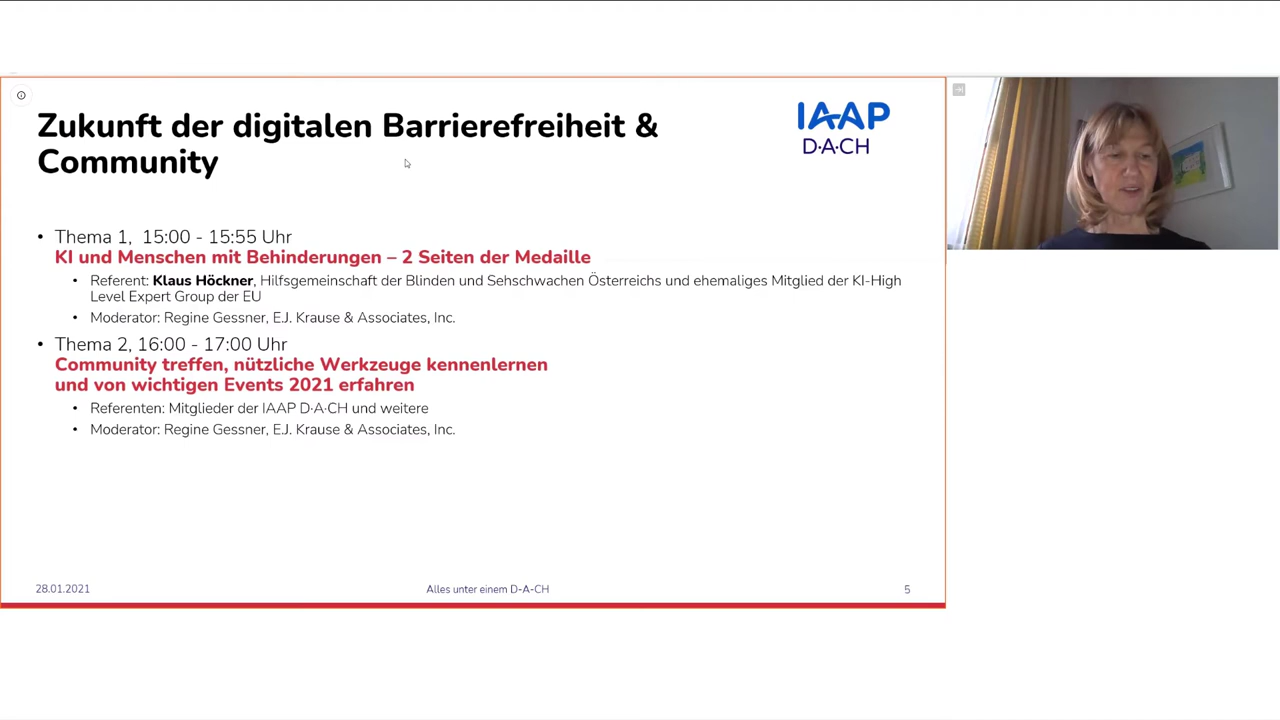 Zukunft der digitalen Barrierefreiheit &
Community
IAAP
D·A·CH
• Thema 1,  15:00 - 15:55 Uhr
KI und Menschen mit Behinderungen – 2 Seiten der Medaille
• Referent: Klaus Höckner, Hilfsgemeinschaft der Blinden und Sehschwachen Österreichs und ehemaliges Mitglied der KI-High
Level Expert Group der EU
• Moderator: Regine Gessner, E.J. Krause & Associates, Inc.
• Thema 2, 16:00 - 17:00 Uhr
Community treffen, nützliche Werkzeuge kennenlernen
und von wichtigen Events 2021 erfahren
• Referenten: Mitglieder der IAAP D·A·CH und weitere
• Moderator: Regine Gessner, E.J. Krause & Associates, Inc.
28.01.2021
Alles unter einem D-A-CH
5